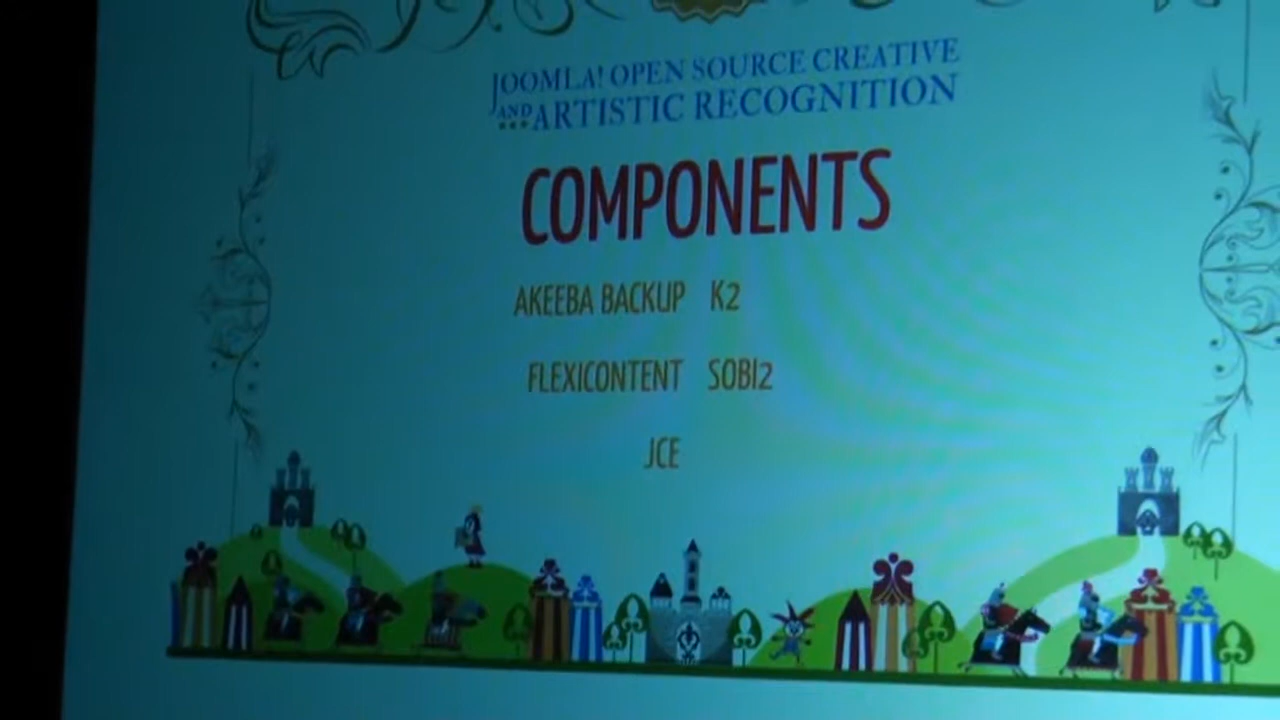 JOOMLA! OPEN SOURCE CREATIVE
AND ARTISTIC RECOGNITION
COMPONENTS
AKEEBA BACKUP K2
FLEXICONTENT SOBI2
JCE